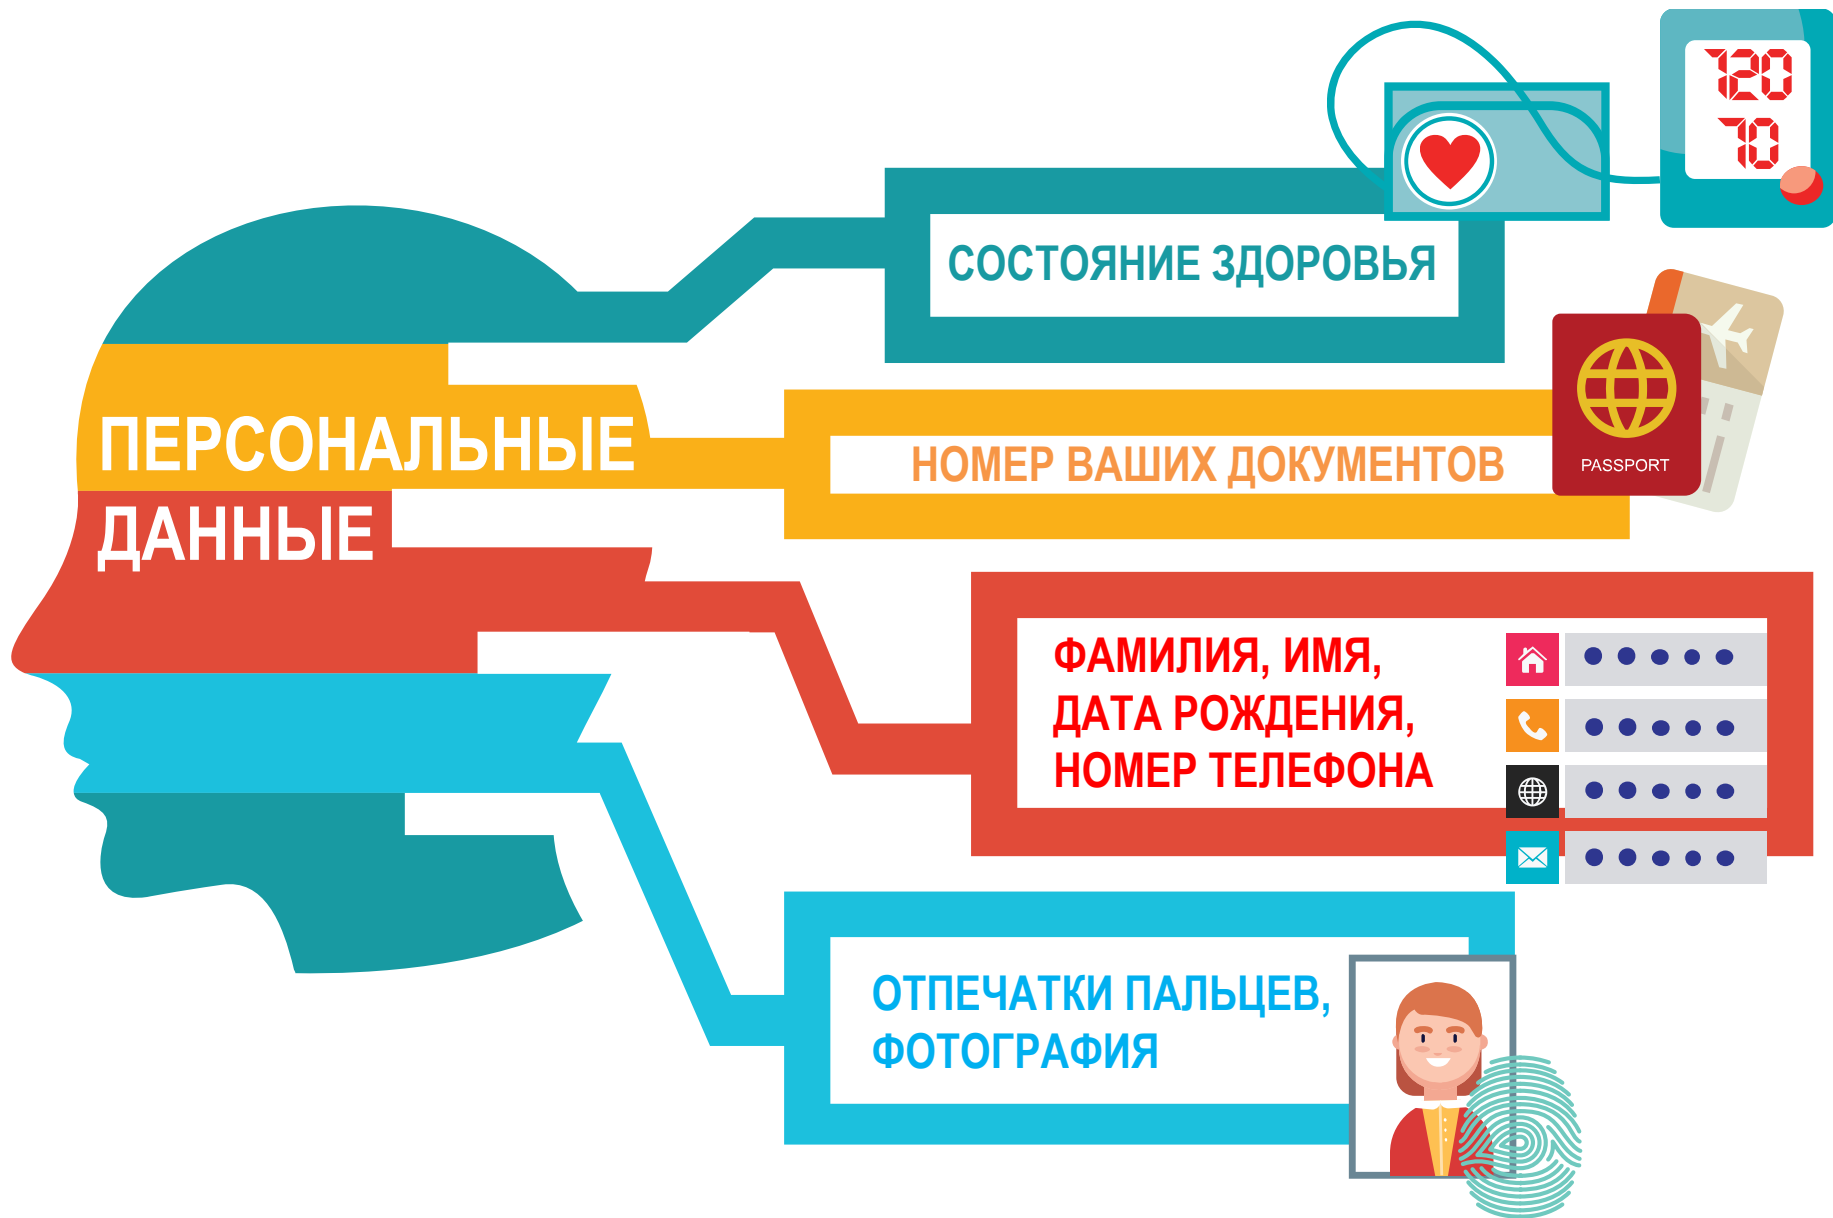 ПЕРСОНАЛЬНЫЕ
ДАННЫЕ
120
70
СОСТОЯНИЕ ЗДОРОВЬЯ
НОМЕР ВАШИХ ДОКУМЕНТОВ
PASSPORT
ФАМИЛИЯ, ИМЯ,
ДАТА РОЖДЕНИЯ,
НОМЕР ТЕЛЕФОНА
ОТПЕЧАТКИ ПАЛЬЦЕВ,
ФОТОГРАФИЯ